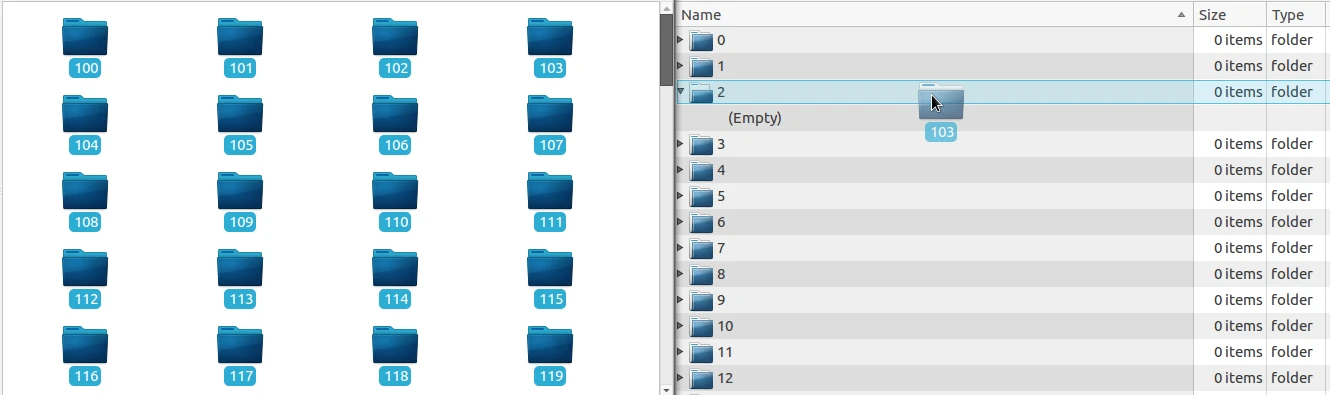 100 101 102 103
104 105 106 107
108 109 110 111
112 113 114 115
116 117 118 119
Name Size Type
0 0 items folder
1 0 items folder
2 0 items folder
103
(Empty)
3 0 items folder
4 0 items folder
5 0 items folder
6 0 items folder
7 0 items folder
8 0 items folder
9 0 items folder
10 0 items folder
11 0 items folder
12 0 items folder